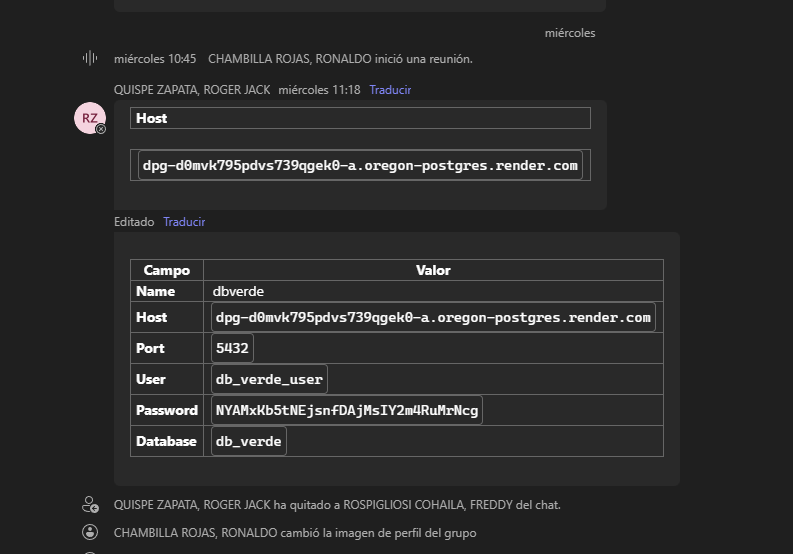 miércoles
miércoles 10:45 CHAMBILLA ROJAS, RONALDO inició una reunión.
QUISPE ZAPATA, ROGER JACK miércoles 11:18 Traducir
RZ
Host
dpg-d0mvk795pdvs739qgek0-a.oregon-postgres.render.com
Editado Traducir
Campo Valor
Name dbverde
Host dpg-d0mvk795pdvs739qgek0-a.oregon-postgres.render.com
Port 5432
User db_verde_user
Password NYAMxKb5tNEjsnfDAjMsIY2m4RuMrNcg
Database db_verde
QUISPE ZAPATA, ROGER JACK ha quitado a ROSPIGLIOSI COHAILA, FREDDY del chat.
CHAMBILLA ROJAS, RONALDO cambió la imagen de perfil del grupo